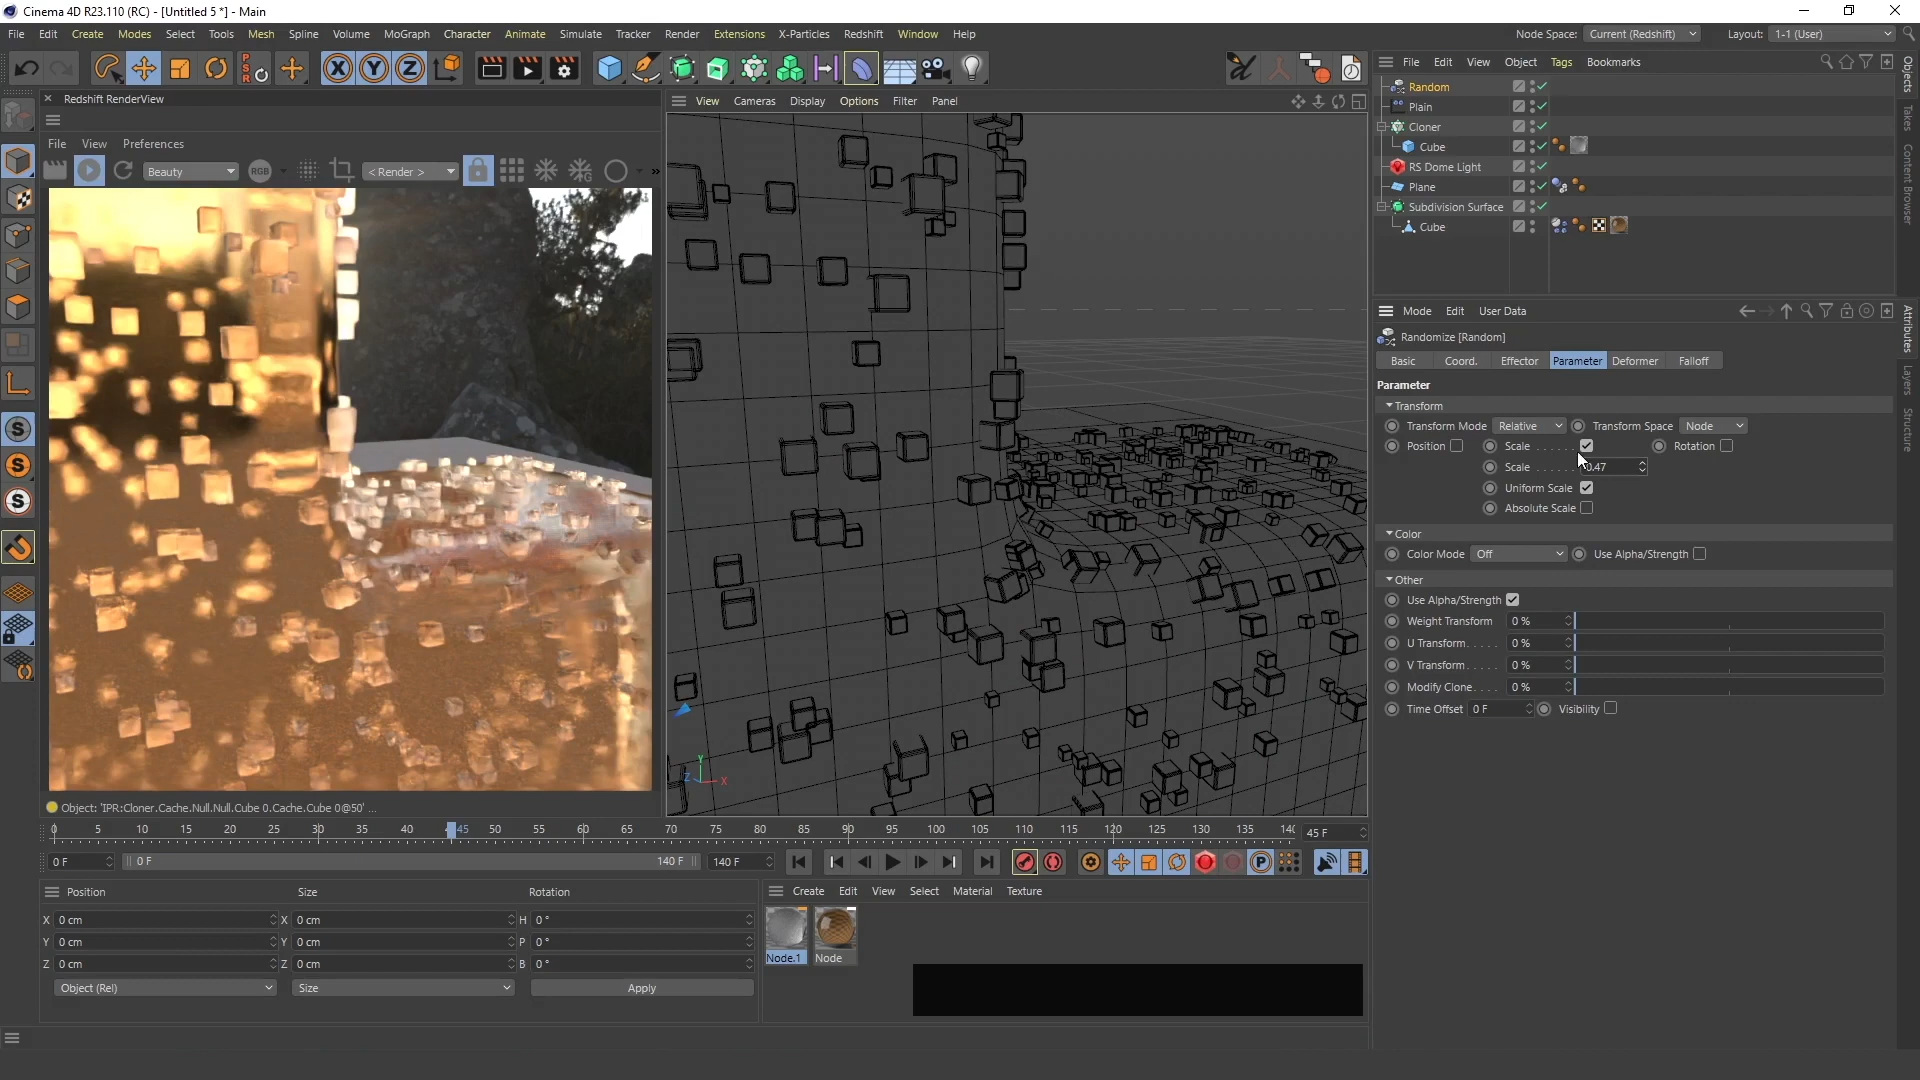 Cinema 4D R23.110 (RC) - [Untitled 5 *] - Main
File Edit Create Modes Select Tools Mesh Spline Volume MoGraph Character Animate Simulate Tracker Render Extensions X-Particles Redshift Window Help
Node Space: Current (Redshift) Layout: 1-1 (User)
PSR X Y Z
File Edit View Object Tags Bookmarks
Redshift RenderView
View Cameras Display Options Filter Panel
File View Preferences
Beauty RGB < Render > »
Random
Plain
Cloner
Cube
RS Dome Light
Plane
Subdivision Surface
Cube
Objects
Takes
Content Browser
Mode Edit User Data
Randomize [Random]
Basic Coord. Effector Parameter Deformer Falloff
Parameter
Transform
Transform Mode Relative Transform Space Node
Position Scale Rotation
Scale 0.47
Uniform Scale
Absolute Scale
Color
Color Mode Off Use Alpha/Strength
Other
Use Alpha/Strength
Weight Transform 0 %
U Transform 0 %
V Transform 0 %
Modify Clone 0 %
Time Offset 0 F Visibility
Attributes
Layers
Structure
S
S
S
Y
Z X
Object: 'IPR:Cloner.Cache.Null.Null.Cube 0.Cache.Cube 0@50' ...
0 5 10 15 20 25 30 35 40 45 50 55 60 65 70 75 80 85 90 95 100 105 110 115 120 125 130 135 140 45 F
0 F 0 F 140 F 140 F P
Position Size Rotation
X 0 cm X 0 cm H 0 °
Y 0 cm Y 0 cm P 0 °
Z 0 cm Z 0 cm B 0 °
Object (Rel) Size Apply
Create Edit View Select Material Texture
Node.1 Node